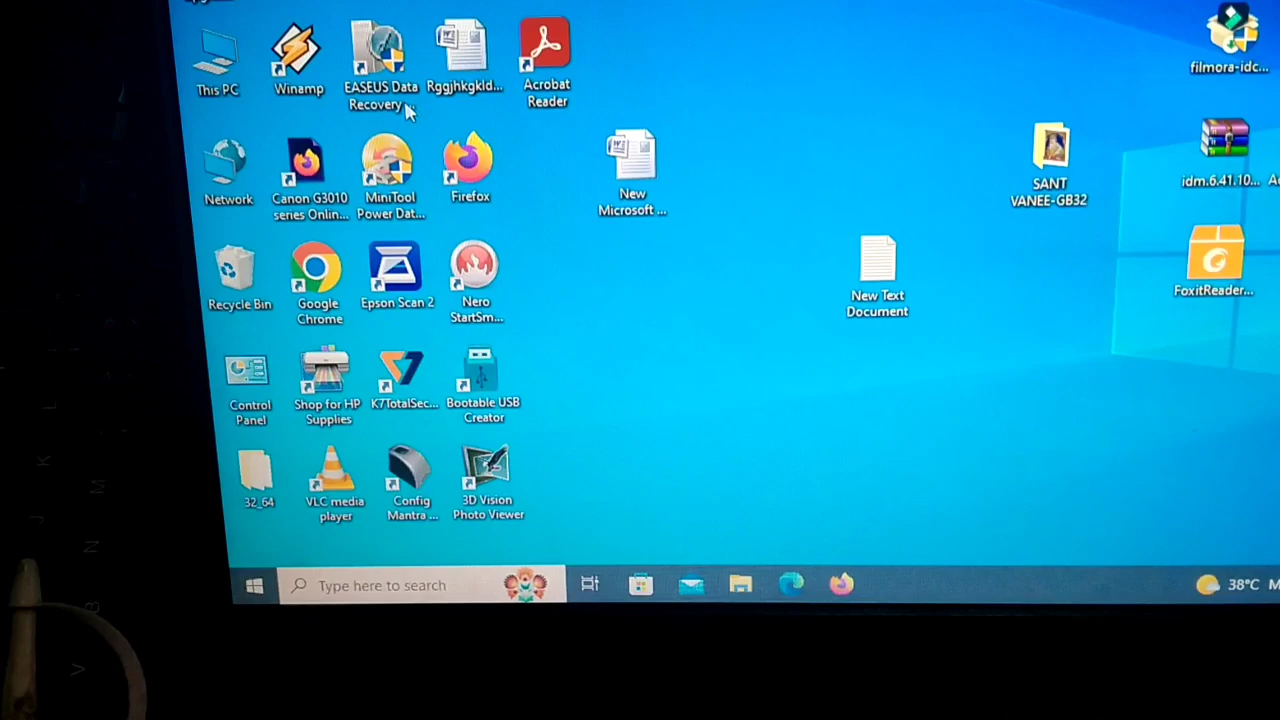 This PC
Winamp
EASEUS Data
Recovery ...
Rggjhkgkld...
Acrobat
Reader
filmora-idc...
Network
Canon G3010
series Onlin...
MiniTool
Power Dat...
Firefox
New
Microsoft ...
SANT
VANEE-GB32
idm.6.41.10...
Recycle Bin
Google
Chrome
Epson Scan 2
Nero
StartSm...
New Text
Document
FoxitReader...
Control
Panel
Shop for HP
Supplies
K7TotalSec...
Bootable USB
Creator
32_64
VLC media
player
Config
Mantra ...
3D Vision
Photo Viewer
Type here to search
38°C
L
K
J
M
N
B
V